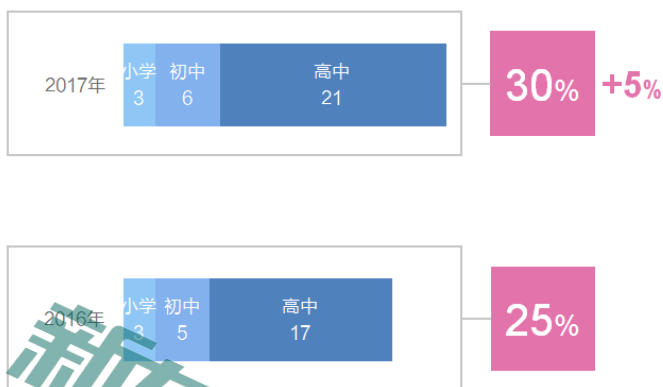 小学 初中 高中
2017年 3 6 21 30% +5%
小学 初中 高中
2016年 3 5 17 25%